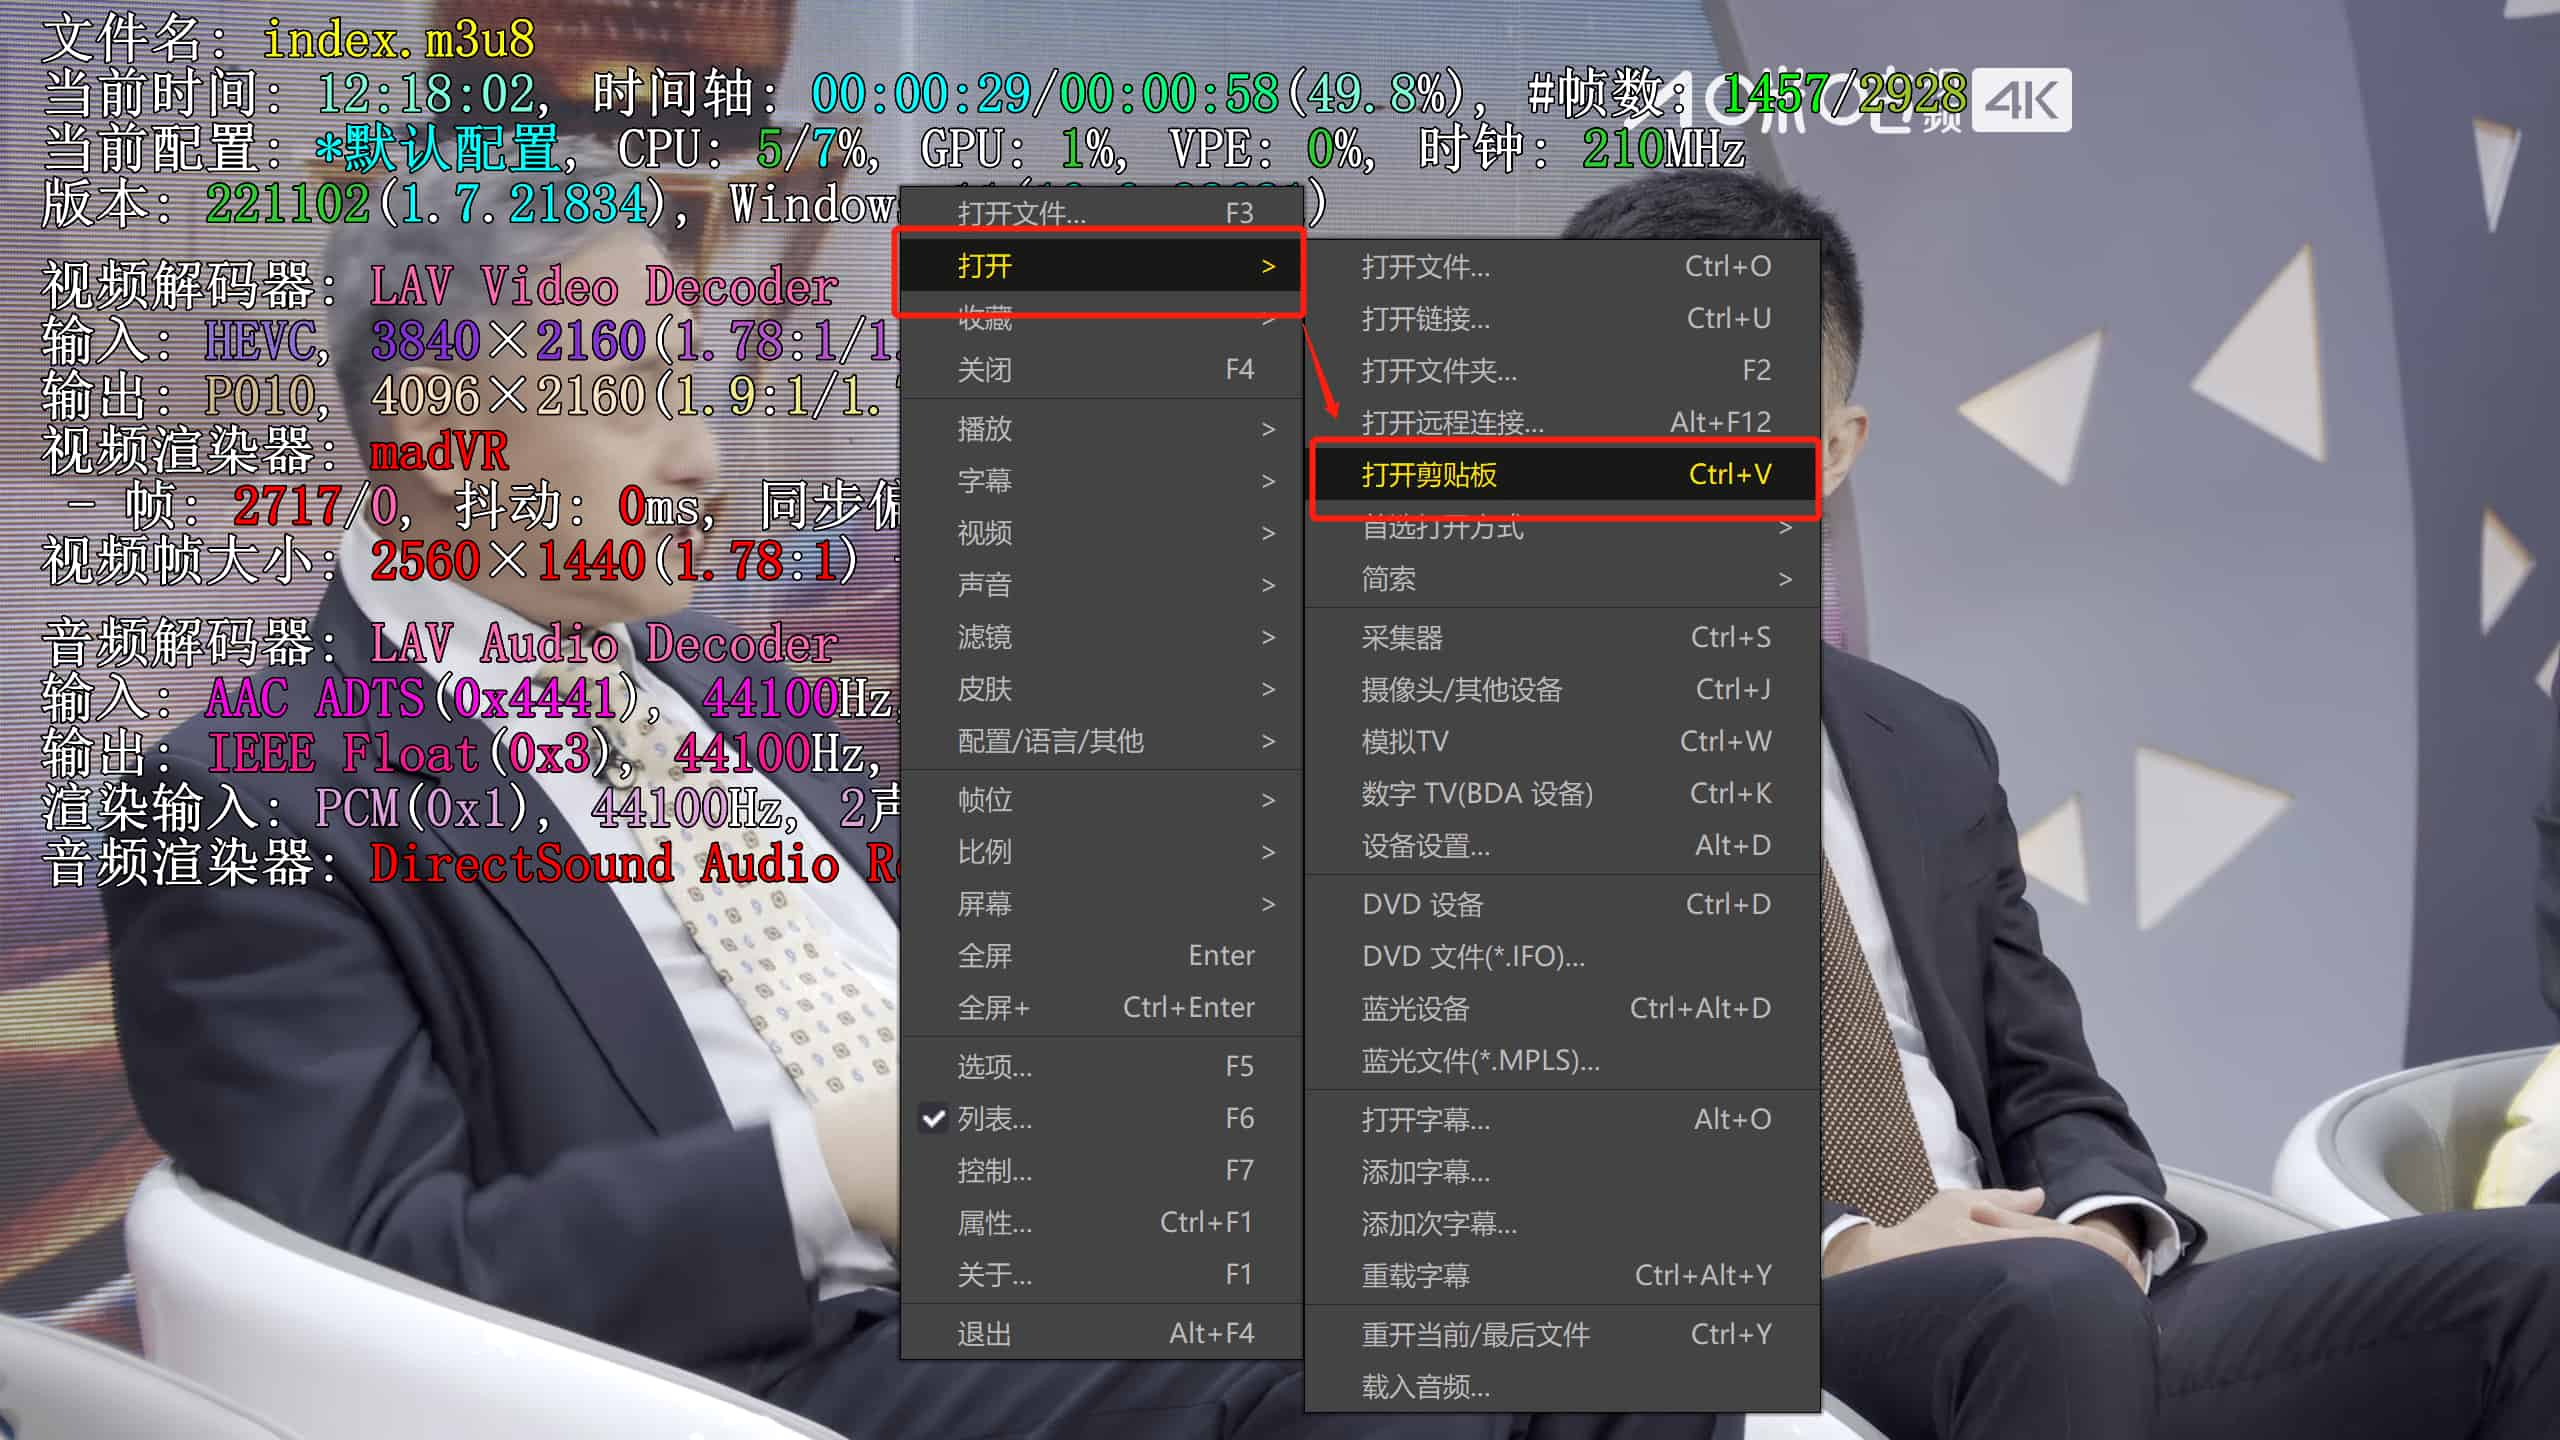 文件名: index.m3u8
当前时间: 12:18:02, 时间轴: 00:00:29/00:00:58(49.8%), #帧数: 1457/2928
4K
当前配置: *默认配置, CPU: 5/7%, GPU: 1%, VPE: 0%, 时钟: 210MHz
版本: 221102(1.7.21834), Windows
视频解码器: LAV Video Decoder
输入: HEVC, 3840×2160(1.78:1/1.
输出: P010, 4096×2160(1.9:1/1.
视频渲染器: madVR
- 帧: 2717/0, 抖动: 0ms, 同步偏
视频帧大小: 2560×1440(1.78:1)
音频解码器: LAV Audio Decoder
输入: AAC ADTS(0x4441), 44100Hz,
输出: IEEE Float(0x3), 44100Hz,
渲染输入: PCM(0x1), 44100Hz, 2声
音频渲染器: DirectSound Audio Re
打开文件... F3
打开 >
收藏 >
关闭 F4
播放 >
字幕 >
视频 >
声音 >
滤镜 >
皮肤 >
配置/语言/其他 >
帧位 >
比例 >
屏幕 >
全屏 Enter
全屏+ Ctrl+Enter
选项... F5
列表... F6
控制... F7
属性... Ctrl+F1
关于... F1
退出 Alt+F4
打开文件... Ctrl+O
打开链接... Ctrl+U
打开文件夹... F2
打开远程连接... Alt+F12
打开剪贴板 Ctrl+V
首选打开方式 >
简索 >
采集器 Ctrl+S
摄像头/其他设备 Ctrl+J
模拟TV Ctrl+W
数字 TV(BDA 设备) Ctrl+K
设备设置... Alt+D
DVD 设备 Ctrl+D
DVD 文件(*.IFO)...
蓝光设备 Ctrl+Alt+D
蓝光文件(*.MPLS)...
打开字幕... Alt+O
添加字幕...
添加次字幕...
重载字幕 Ctrl+Alt+Y
重开当前/最后文件 Ctrl+Y
载入音频...